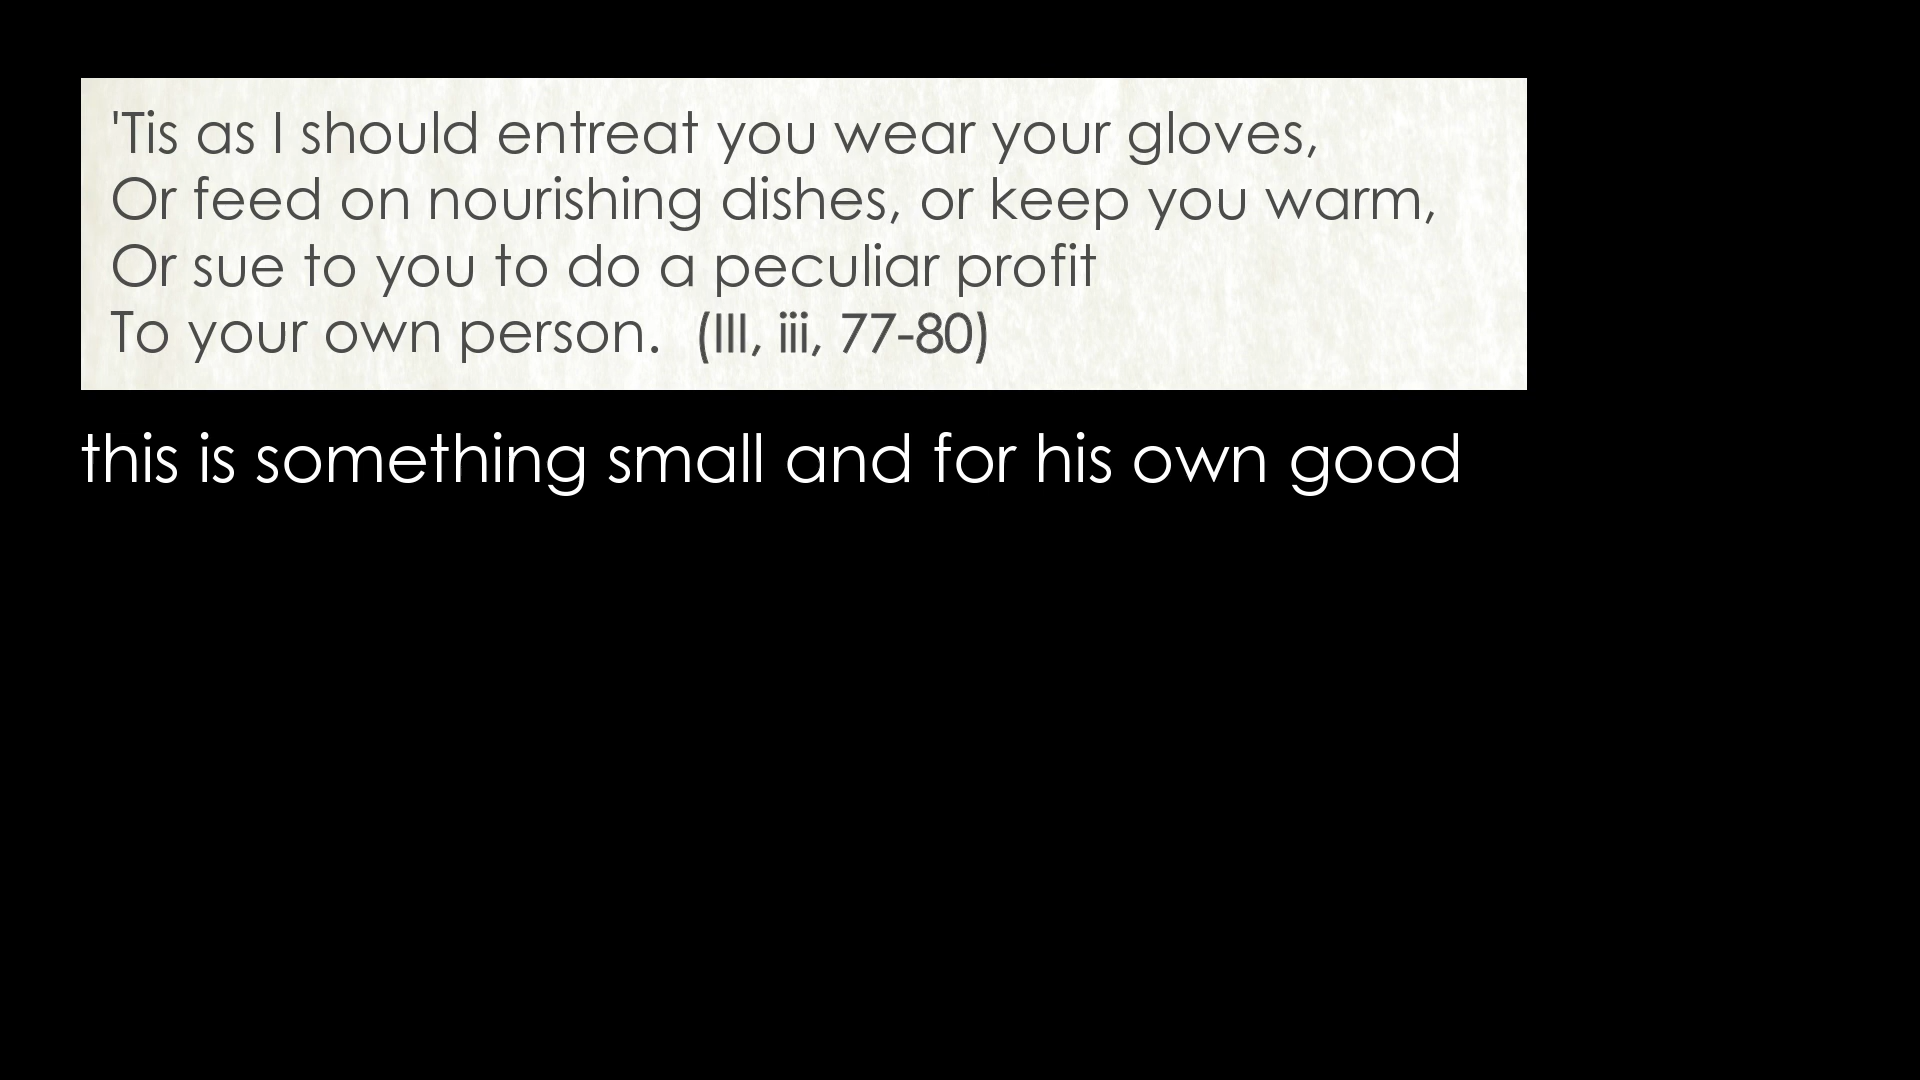 'Tis as I should entreat you wear your gloves,
Or feed on nourishing dishes, or keep you warm,
Or sue to you to do a peculiar profit
To your own person.  (III, iii, 77-80)
this is something small and for his own good